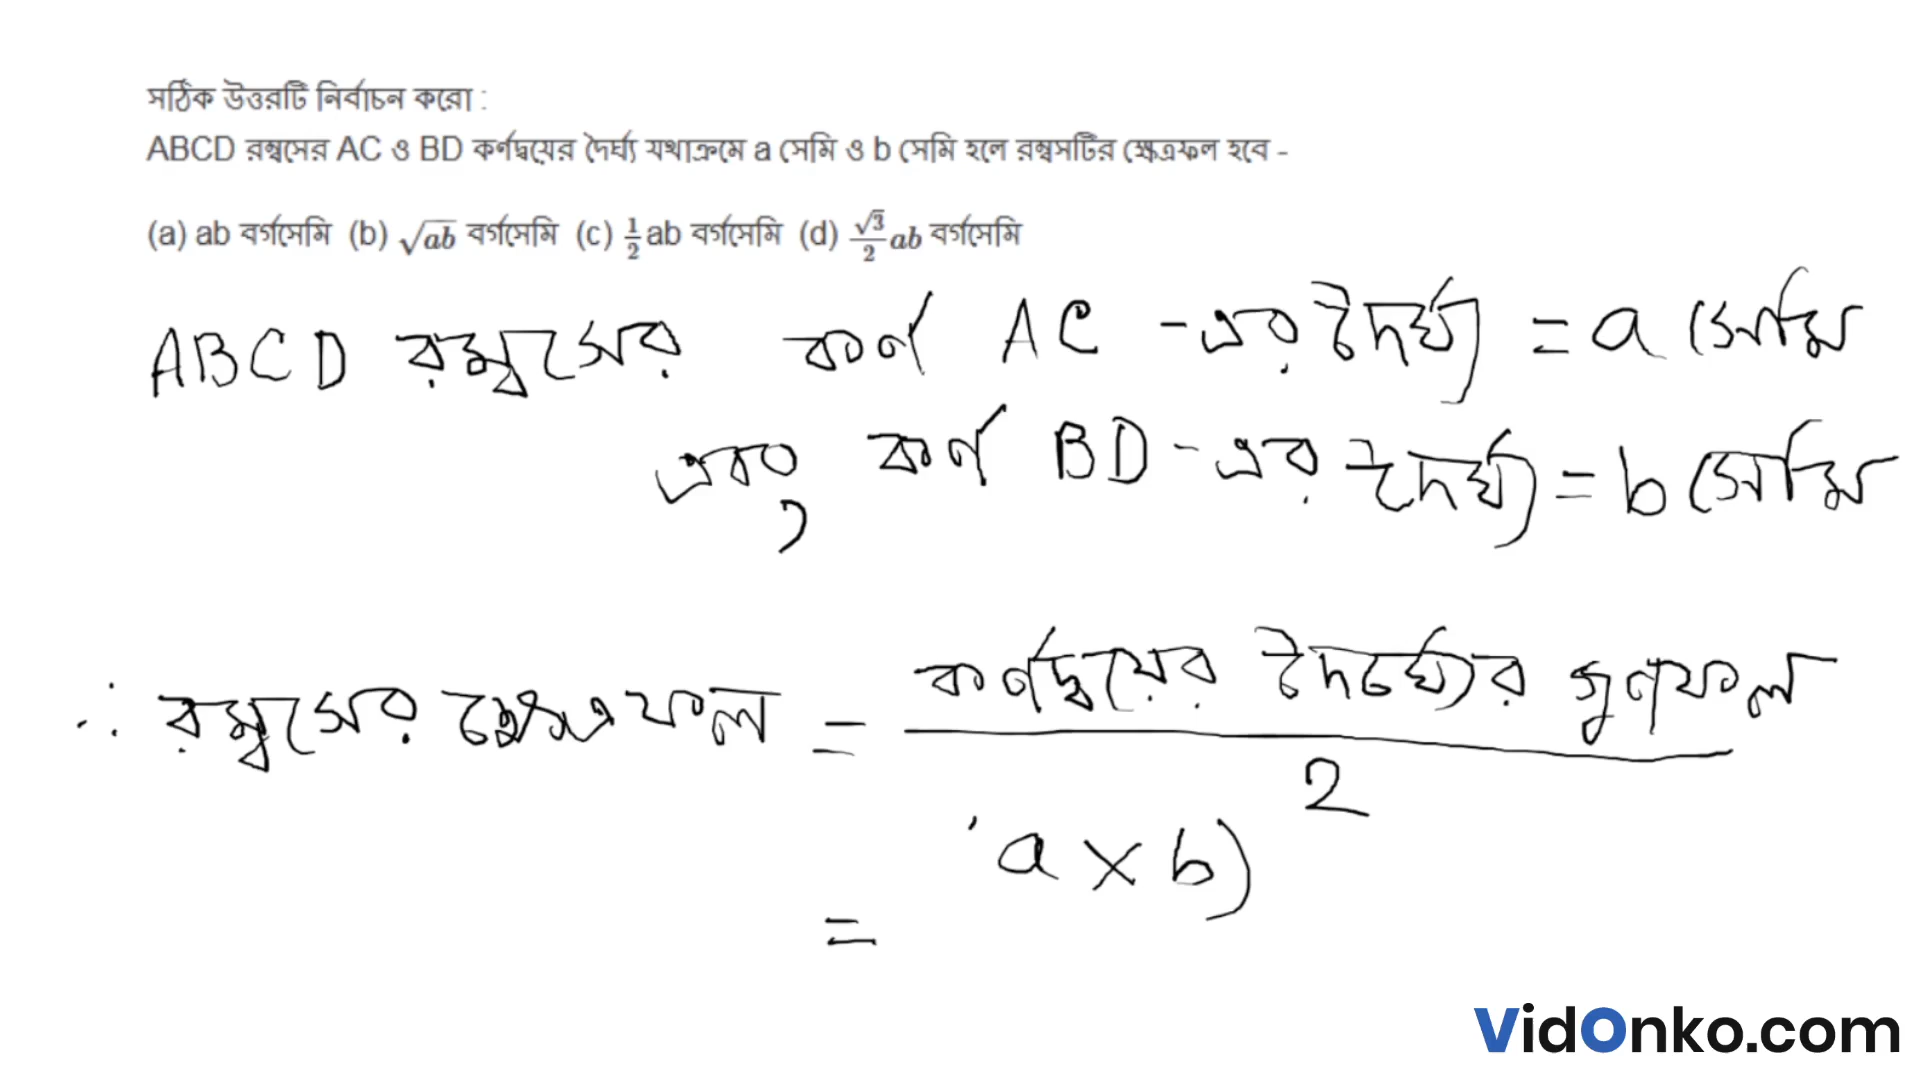 সঠিক উত্তরটি নির্বাচন করো :
ABCD রম্বসের AC ও BD কর্ণদ্বয়ের দৈর্ঘ্য যথাক্রমে a সেমি ও b সেমি হলে রম্বসটির ক্ষেত্রফল হবে -
(a) ab বর্গসেমি (b) √ab বর্গসেমি (c) 1/2 ab বর্গসেমি (d) √3/2 ab বর্গসেমি
ABCD রম্বসের কর্ণ AC -এর দৈর্ঘ্য = a সেমি
এবং কর্ণ BD -এর দৈর্ঘ্য = b সেমি
∴ রম্বসের ক্ষেত্রফল = কর্ণদ্বয়ের দৈর্ঘ্যের গুণফল
2
a × b)
=
VidOnko.com